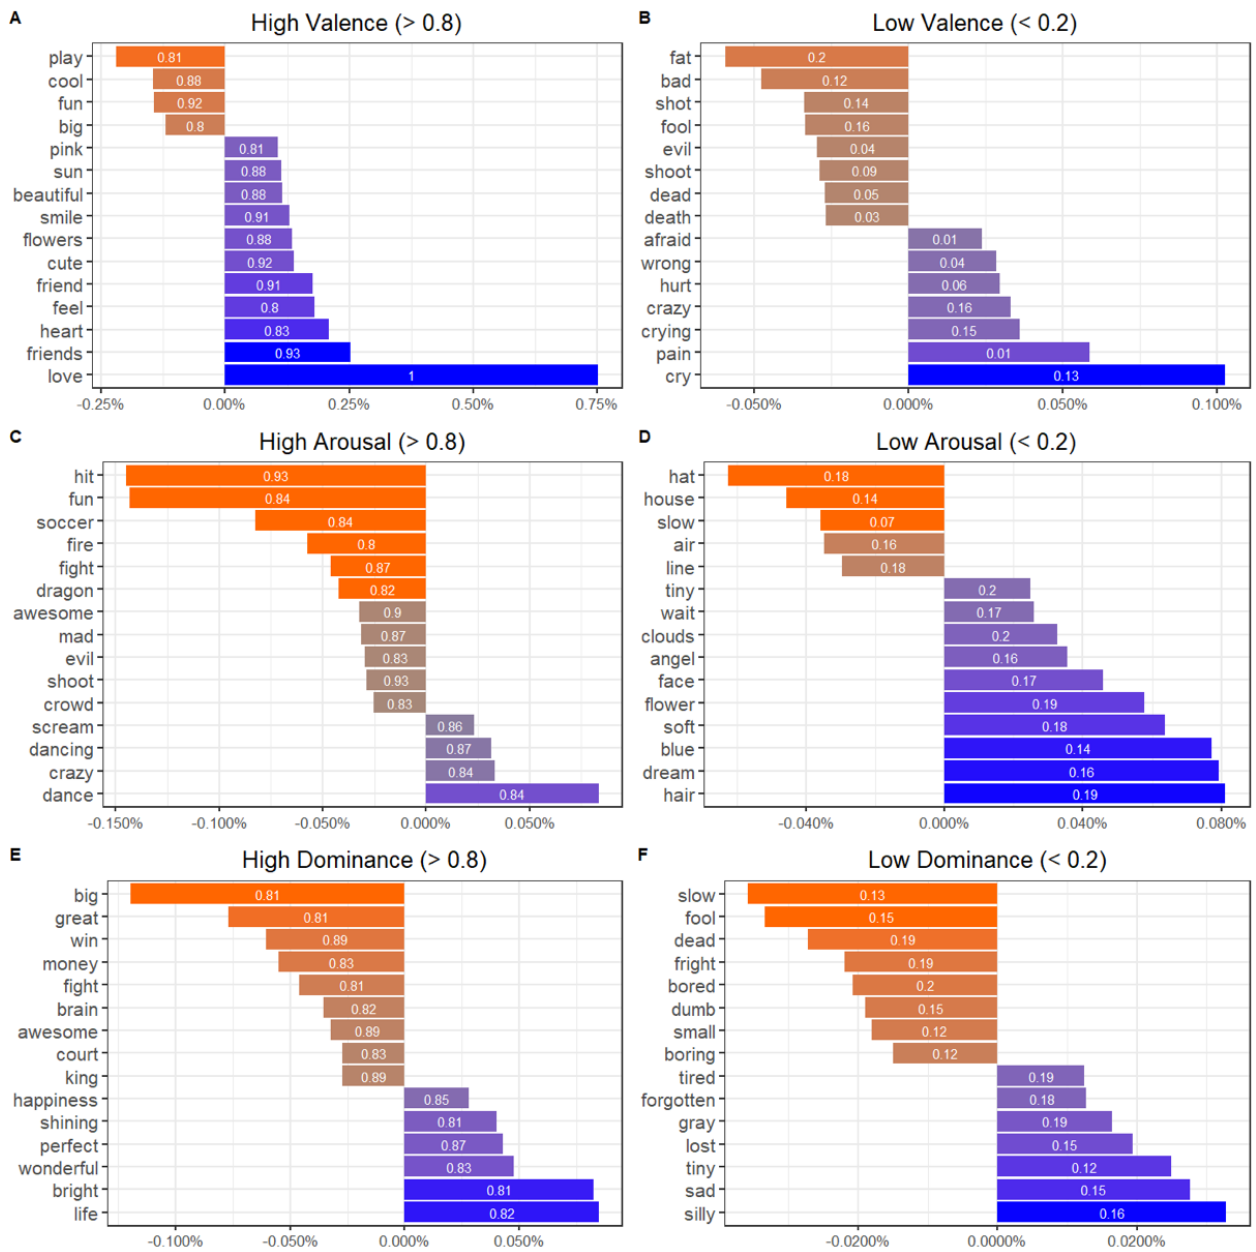 A High Valence (> 0.8)
play 0.81
cool 0.88
fun 0.92
big 0.8
pink 0.81
sun 0.88
beautiful 0.88
smile 0.91
flowers 0.88
cute 0.92
friend 0.91
feel 0.8
heart 0.83
friends 0.93
love 1
-0.25% 0.00% 0.25% 0.50% 0.75%
B Low Valence (< 0.2)
fat 0.2
bad 0.12
shot 0.14
fool 0.16
evil 0.04
shoot 0.09
dead 0.05
death 0.03
afraid 0.01
wrong 0.04
hurt 0.06
crazy 0.16
crying 0.15
pain 0.01
cry 0.13
-0.050% 0.000% 0.050% 0.100%
C High Arousal (> 0.8)
hit 0.93
fun 0.84
soccer 0.84
fire 0.8
fight 0.87
dragon 0.82
awesome 0.9
mad 0.87
evil 0.83
shoot 0.93
crowd 0.83
scream 0.86
dancing 0.87
crazy 0.84
dance 0.84
-0.150% -0.100% -0.050% 0.000% 0.050%
D Low Arousal (< 0.2)
hat 0.18
house 0.14
slow 0.07
air 0.16
line 0.18
tiny 0.2
wait 0.17
clouds 0.2
angel 0.16
face 0.17
flower 0.19
soft 0.18
blue 0.14
dream 0.16
hair 0.19
-0.040% 0.000% 0.040% 0.080%
E High Dominance (> 0.8)
big 0.81
great 0.81
win 0.89
money 0.83
fight 0.81
brain 0.82
awesome 0.89
court 0.83
king 0.89
happiness 0.85
shining 0.81
perfect 0.87
wonderful 0.83
bright 0.81
life 0.82
-0.100% -0.050% 0.000% 0.050%
F Low Dominance (< 0.2)
slow 0.13
fool 0.15
dead 0.19
fright 0.19
bored 0.2
dumb 0.15
small 0.12
boring 0.12
tired 0.19
forgotten 0.18
gray 0.19
lost 0.15
tiny 0.12
sad 0.15
silly 0.16
-0.0200% 0.0000% 0.0200%